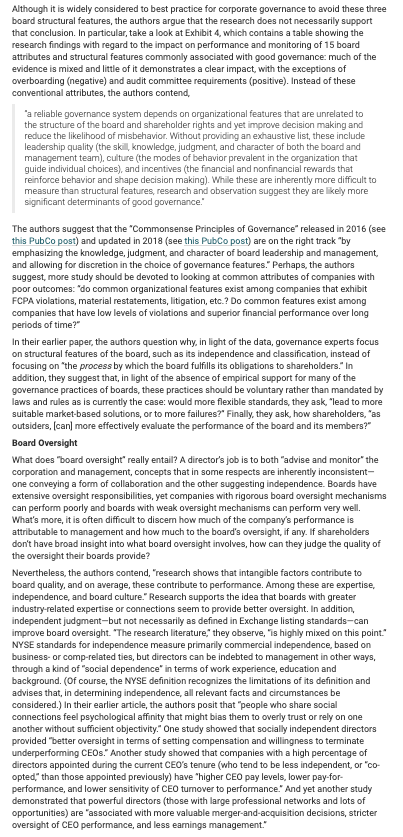 Although it is widely considered to best practice for corporate governance to avoid these three
board structural features, the authors argue that the research does not necessarily support
that conclusion. In particular, take a look at Exhibit 4, which contains a table showing the
research findings with regard to the impact on performance and monitoring of 15 board
attributes and structural features commonly associated with good governance: much of the
evidence is mixed and little of it demonstrates a clear impact, with the exceptions of
overboarding (negative) and audit committee requirements (positive). Instead of these
conventional attributes, the authors contend,
"a reliable governance system depends on organizational features that are unrelated to
the structure of the board and shareholder rights and yet improve decision making and
reduce the likelihood of misbehavior. Without providing an exhaustive list, these include
leadership quality (the skill, knowledge, judgment, and character of both the board and
management team), culture (the modes of behavior prevalent in the organization that
guide individual choices), and incentives (the financial and nonfinancial rewards that
reinforce behavior and shape decision making). While these are inherently more difficult to
measure than structural features, research and observation suggest they are likely more
significant determinants of good governance."
The authors suggest that the "Commonsense Principles of Governance" released in 2016 (see
this PubCo post) and updated in 2018 (see this PubCo post) are on the right track "by
emphasizing the knowledge, judgment, and character of board leadership and management,
and allowing for discretion in the choice of governance features." Perhaps, the authors
suggest, more study should be devoted to looking at common attributes of companies with
poor outcomes: "do common organizational features exist among companies that exhibit
FCPA violations, material restatements, litigation, etc.? Do common features exist among
companies that have low levels of violations and superior financial performance over long
periods of time?"
In their earlier paper, the authors question why, in light of the data, governance experts focus
on structural features of the board, such as its independence and classification, instead of
focusing on "the process by which the board fulfills its obligations to shareholders." In
addition, they suggest that, in light of the absence of empirical support for many of the
governance practices of boards, these practices should be voluntary rather than mandated by
laws and rules as is currently the case: would more flexible standards, they ask, "lead to more
suitable market-based solutions, or to more failures?" Finally, they ask, how shareholders, "as
outsiders, [can] more effectively evaluate the performance of the board and its members?"
Board Oversight
What does "board oversight" really entail? A director's job is to both "advise and monitor" the
corporation and management, concepts that in some respects are inherently inconsistent—
one conveying a form of collaboration and the other suggesting independence. Boards have
extensive oversight responsibilities, yet companies with rigorous board oversight mechanisms
can perform poorly and boards with weak oversight mechanisms can perform very well.
What's more, it is often difficult to discern how much of the company's performance is
attributable to management and how much to the board's oversight, if any. If shareholders
don't have broad insight into what board oversight involves, how can they judge the quality of
the oversight their boards provide?
Nevertheless, the authors contend, "research shows that intangible factors contribute to
board quality, and on average, these contribute to performance. Among these are expertise,
independence, and board culture." Research supports the idea that boards with greater
industry-related expertise or connections seem to provide better oversight. In addition,
independent judgment—but not necessarily as defined in Exchange listing standards—can
improve board oversight. "The research literature," they observe, "is highly mixed on this point."
NYSE standards for independence measure primarily commercial independence, based on
business- or comp-related ties, but directors can be indebted to management in other ways,
through a kind of "social dependence" in terms of work experience, education and
background. (Of course, the NYSE definition recognizes the limitations of its definition and
advises that, in determining independence, all relevant facts and circumstances be
considered.) In their earlier article, the authors posit that "people who share social
connections feel psychological affinity that might bias them to overly trust or rely on one
another without sufficient objectivity." One study showed that socially independent directors
provided "better oversight in terms of setting compensation and willingness to terminate
underperforming CEOs." Another study showed that companies with a high percentage of
directors appointed during the current CEO's tenure (who tend to be less independent, or "co-
opted," than those appointed previously) have "higher CEO pay levels, lower pay-for-
performance, and lower sensitivity of CEO turnover to performance." And yet another study
demonstrated that powerful directors (those with large professional networks and lots of
opportunities) are "associated with more valuable merger-and-acquisition decisions, stricter
oversight of CEO performance, and less earnings management."